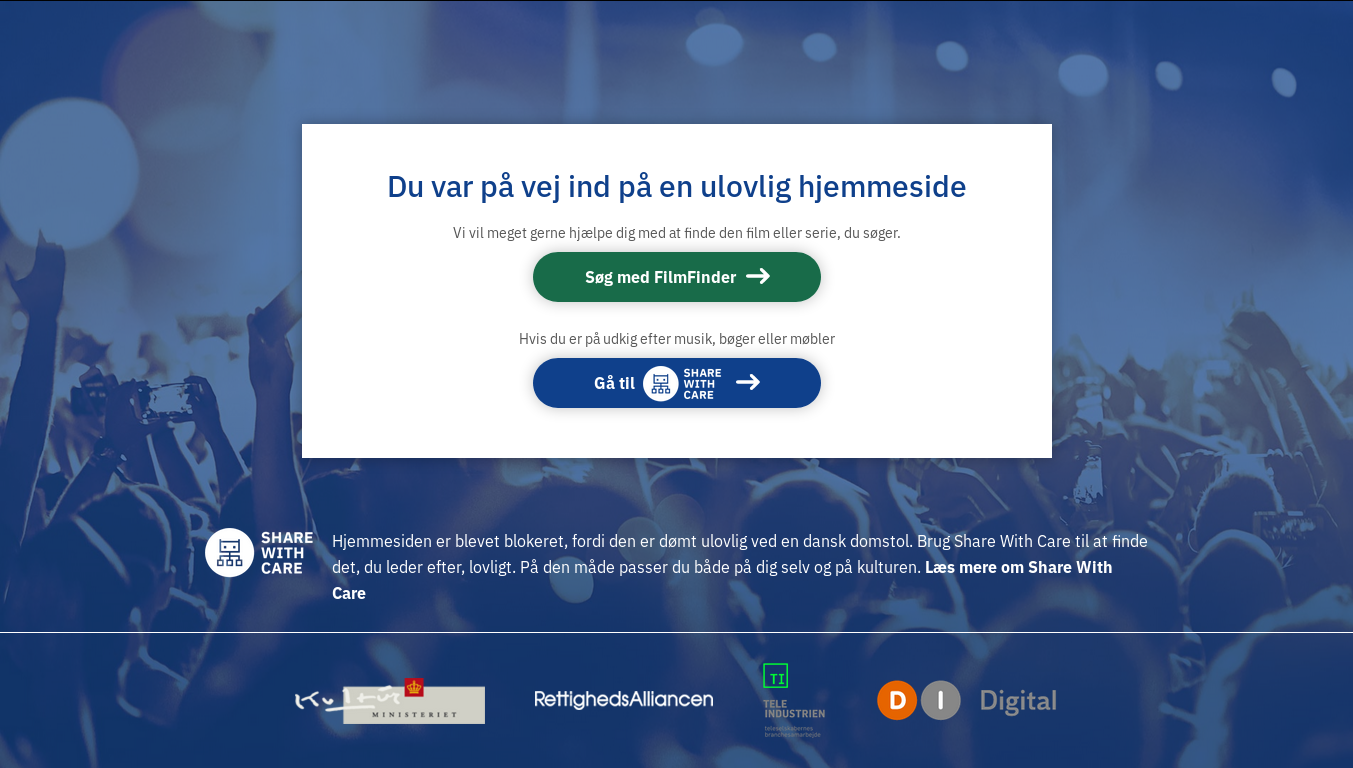 Du var på vej ind på en ulovlig hjemmeside
Vi vil meget gerne hjælpe dig med at finde den film eller serie, du søger.
Søg med FilmFinder
Hvis du er på udkig efter musik, bøger eller møbler
Gå til
SHARE
WITH
CARE
SHARE
WITH
CARE
Hjemmesiden er blevet blokeret, fordi den er dømt ulovlig ved en dansk domstol. Brug Share With Care til at finde
det, du leder efter, lovligt. På den måde passer du både på dig selv og på kulturen. Læs mere om Share With
Care
Kultur
MINISTERIET
RettighedsAlliancen
TI
TELE
INDUSTRIEN
teleselskabernes
branchesamarbejde
DI Digital